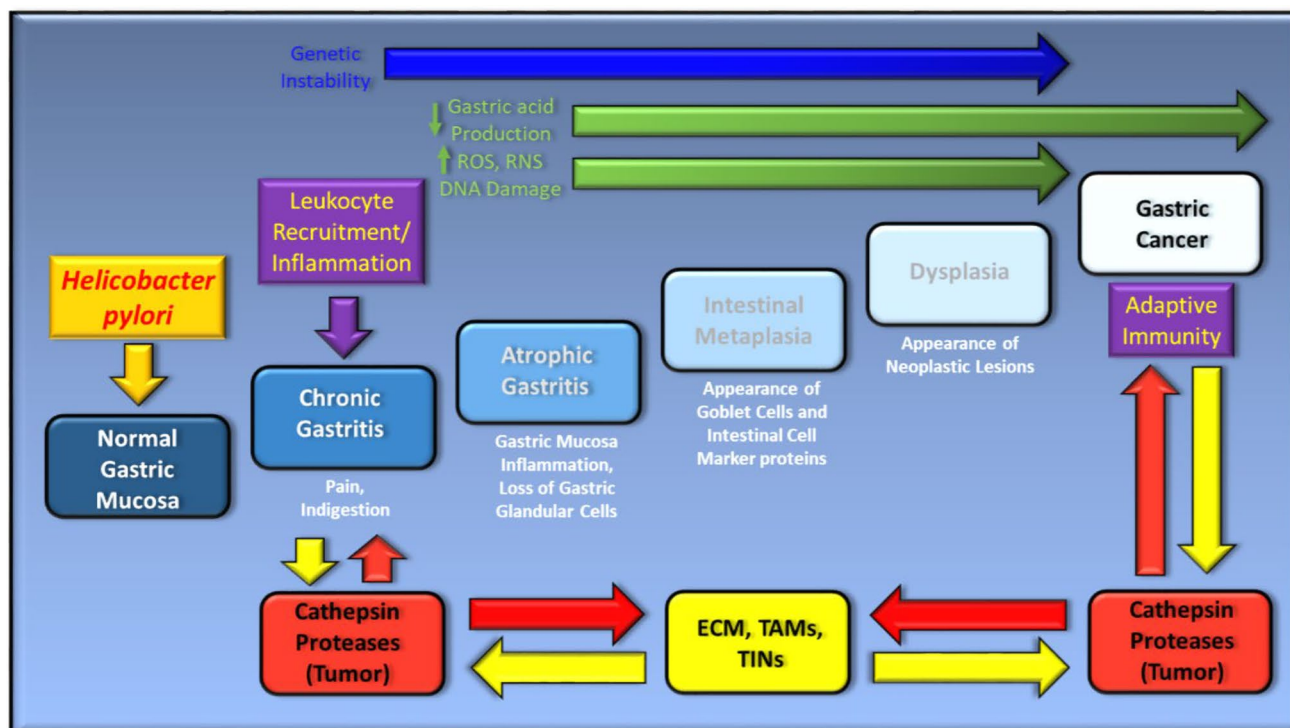 Genetic
Instability
Gastric acid
Production
ROS, RNS
DNA Damage
Leukocyte
Recruitment/
Inflammation
Helicobacter
pylori
Normal
Gastric
Mucosa
Chronic
Gastritis
Pain,
Indigestion
Atrophic
Gastritis
Gastric Mucosa
Inflammation,
Loss of Gastric
Glandular Cells
Intestinal
Metaplasia
Appearance of
Goblet Cells and
Intestinal Cell
Marker proteins
Dysplasia
Appearance of
Neoplastic Lesions
Gastric
Cancer
Adaptive
Immunity
Cathepsin
Proteases
(Tumor)
ECM, TAMs,
TINs
Cathepsin
Proteases
(Tumor)